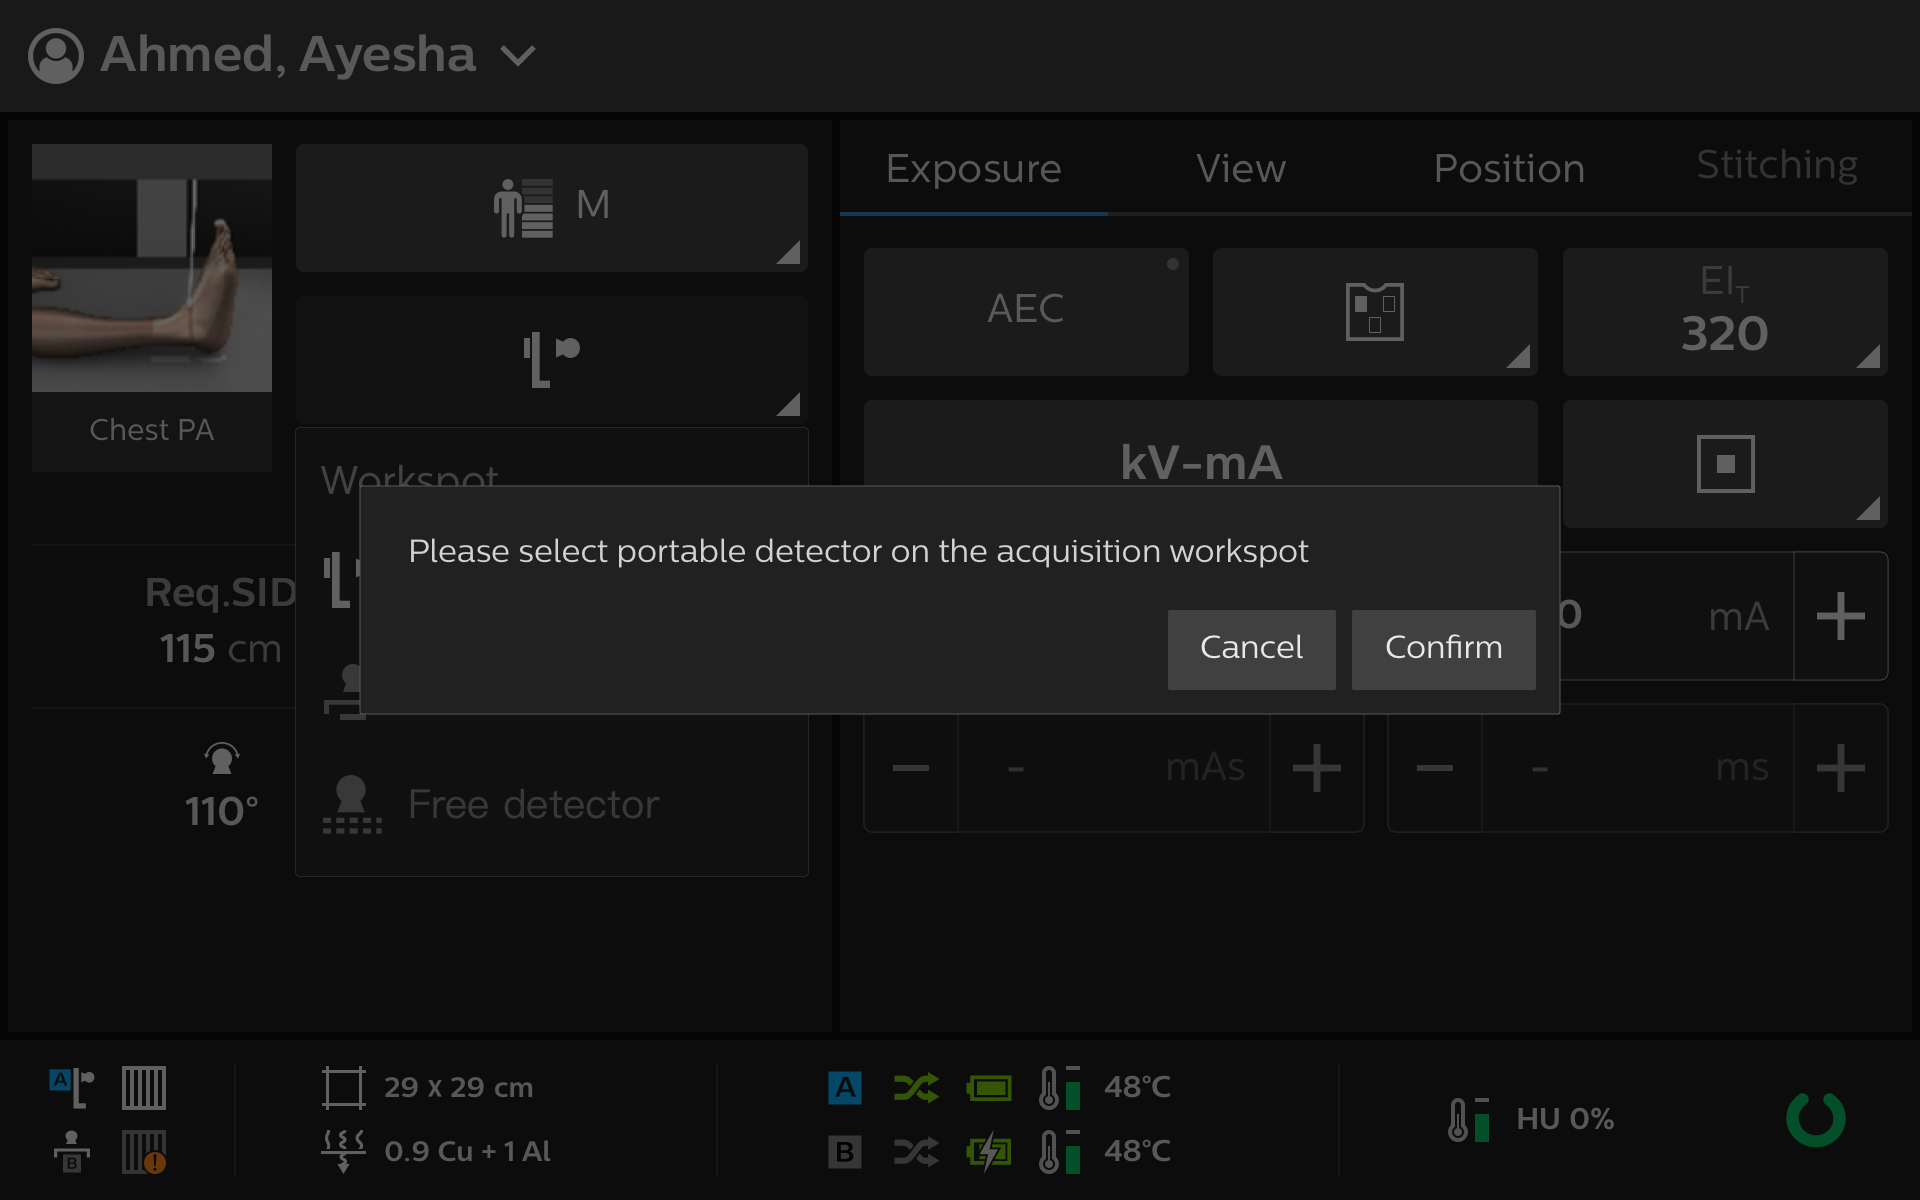 Ahmed, Ayesha
Chest PA
M
Workspot
Free detector
Req.SID
115 cm
110°
Exposure
View
Position
Stitching
AEC
EIT
320
kV-mA
Please select portable detector on the acquisition workspot
Cancel
Confirm
0 mA
- mAs
- ms
A
B
29 x 29 cm
0.9 Cu + 1 Al
A
48°C
B
48°C
HU 0%